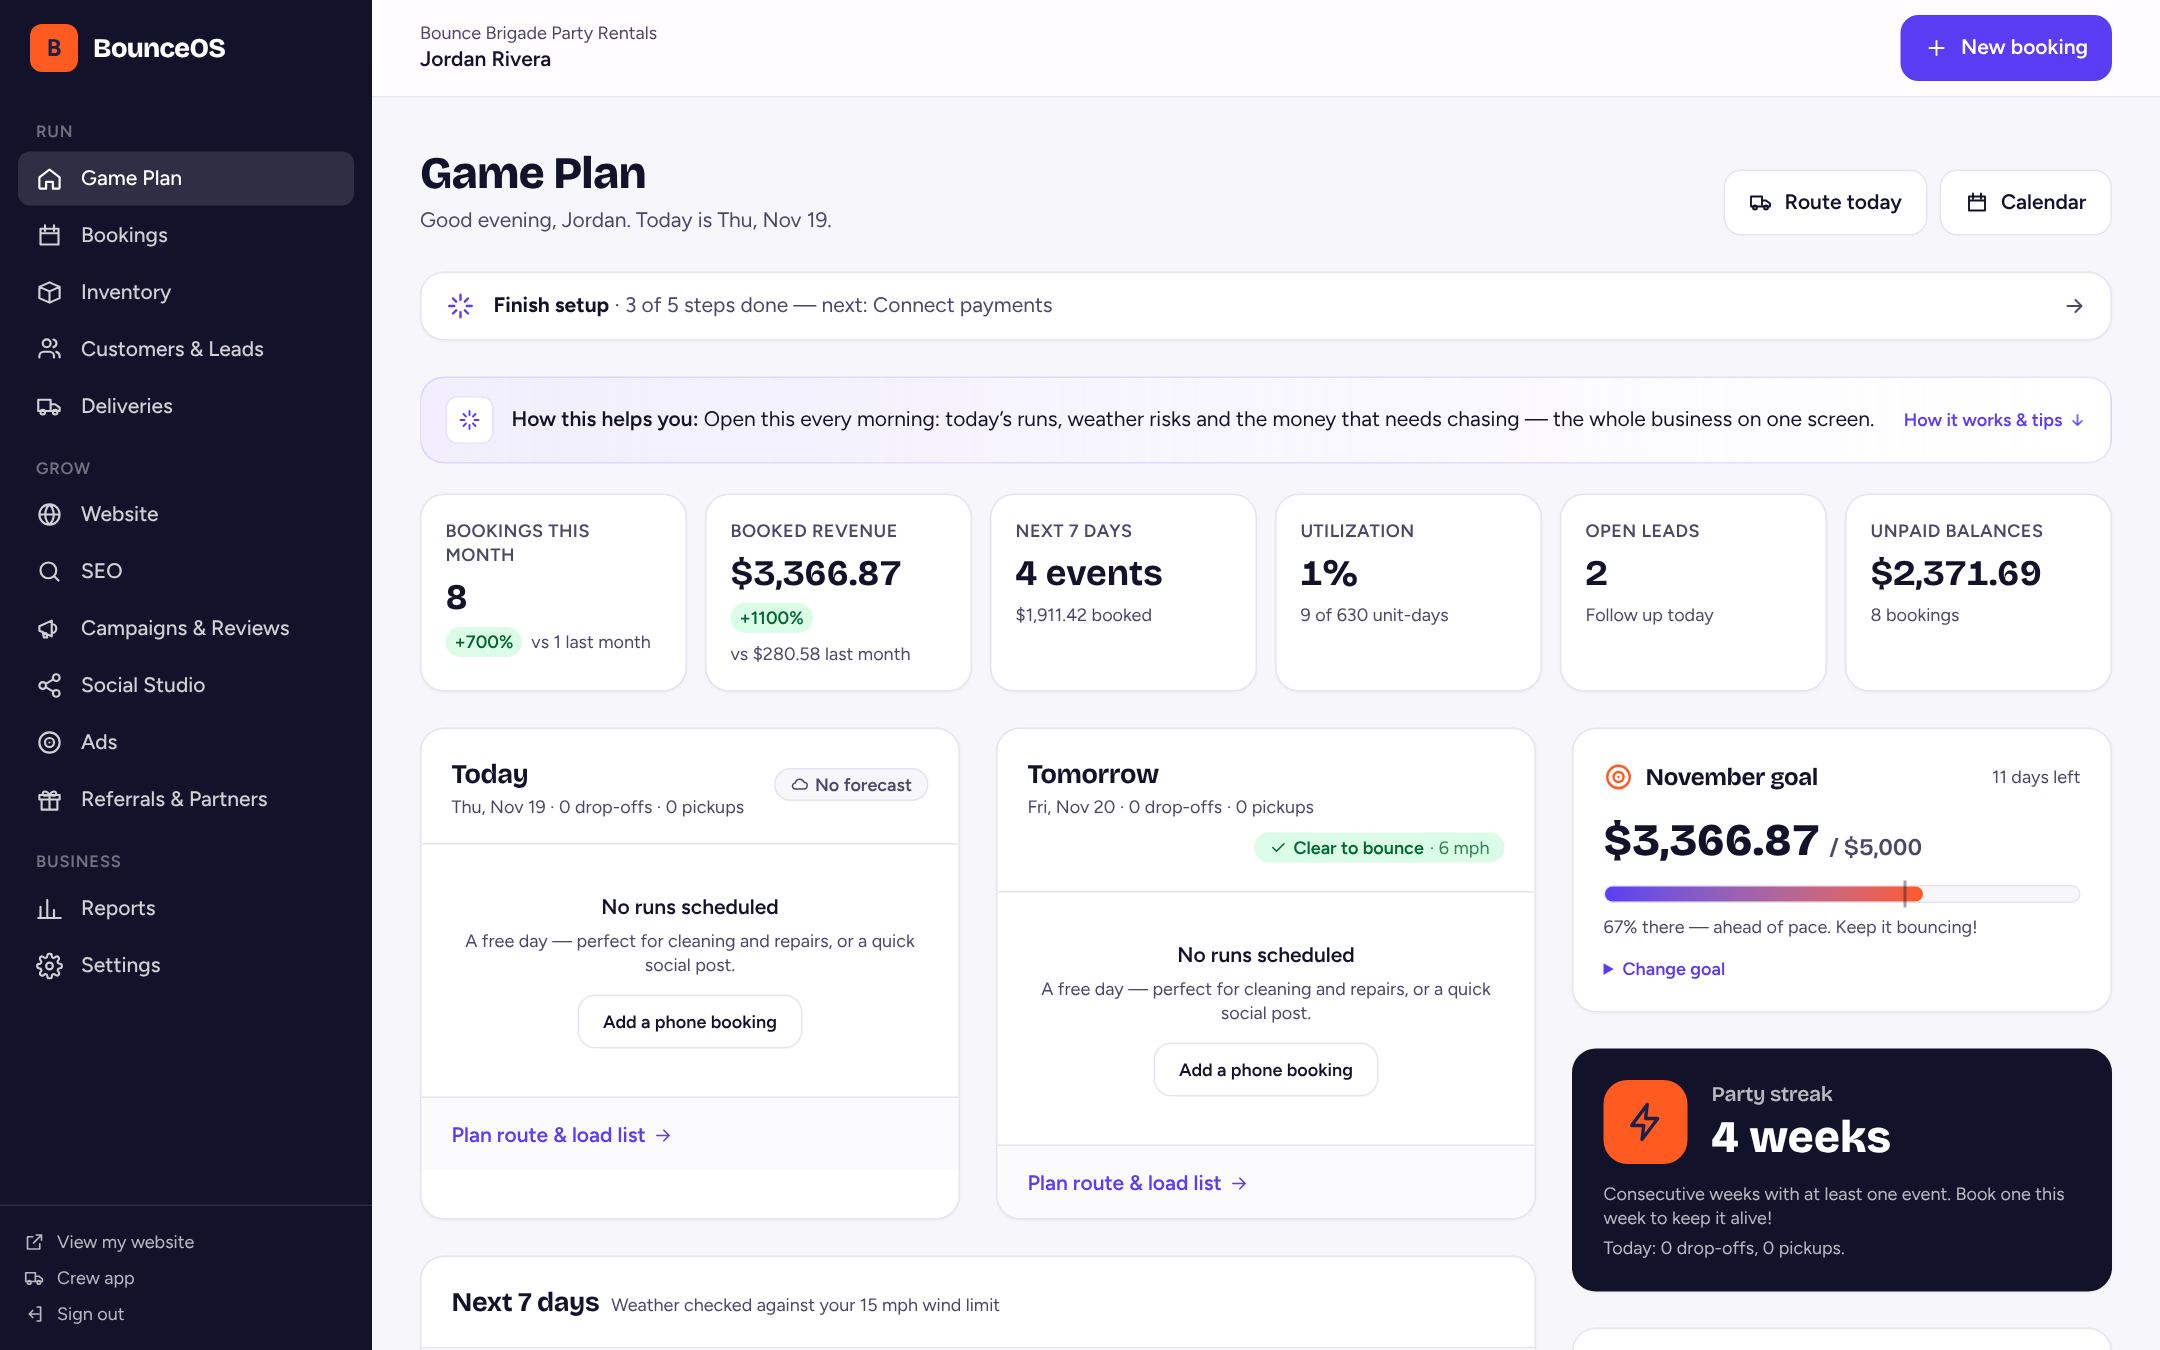 B BounceOS
RUN
Game Plan
Bookings
Inventory
Customers & Leads
Deliveries
GROW
Website
SEO
Campaigns & Reviews
Social Studio
Ads
Referrals & Partners
BUSINESS
Reports
Settings
View my website
Crew app
Sign out
Bounce Brigade Party Rentals
Jordan Rivera
New booking
Game Plan
Good evening, Jordan. Today is Thu, Nov 19.
Route today
Calendar
Finish setup · 3 of 5 steps done — next: Connect payments
How this helps you: Open this every morning: today’s runs, weather risks and the money that needs chasing — the whole business on one screen.
How it works & tips
BOOKINGS THIS
MONTH
8
+700% vs 1 last month
BOOKED REVENUE
$3,366.87
+1100%
vs $280.58 last month
NEXT 7 DAYS
4 events
$1,911.42 booked
UTILIZATION
1%
9 of 630 unit-days
OPEN LEADS
2
Follow up today
UNPAID BALANCES
$2,371.69
8 bookings
Today
Thu, Nov 19 · 0 drop-offs · 0 pickups
No forecast
No runs scheduled
A free day — perfect for cleaning and repairs, or a quick
social post.
Add a phone booking
Plan route & load list
Tomorrow
Fri, Nov 20 · 0 drop-offs · 0 pickups
Clear to bounce · 6 mph
No runs scheduled
A free day — perfect for cleaning and repairs, or a quick
social post.
Add a phone booking
Plan route & load list
November goal
11 days left
$3,366.87 / $5,000
67% there — ahead of pace. Keep it bouncing!
Change goal
Party streak
4 weeks
Consecutive weeks with at least one event. Book one this
week to keep it alive!
Today: 0 drop-offs, 0 pickups.
Next 7 days Weather checked against your 15 mph wind limit